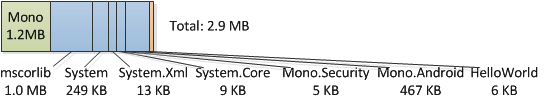 Mono
1.2MB
Total: 2.9 MB
mscorlib System System.Xml System.Core Mono.Security Mono.Android HelloWorld
1.0 MB 249 KB 13 KB 9 KB 5 KB 467 KB 6 KB